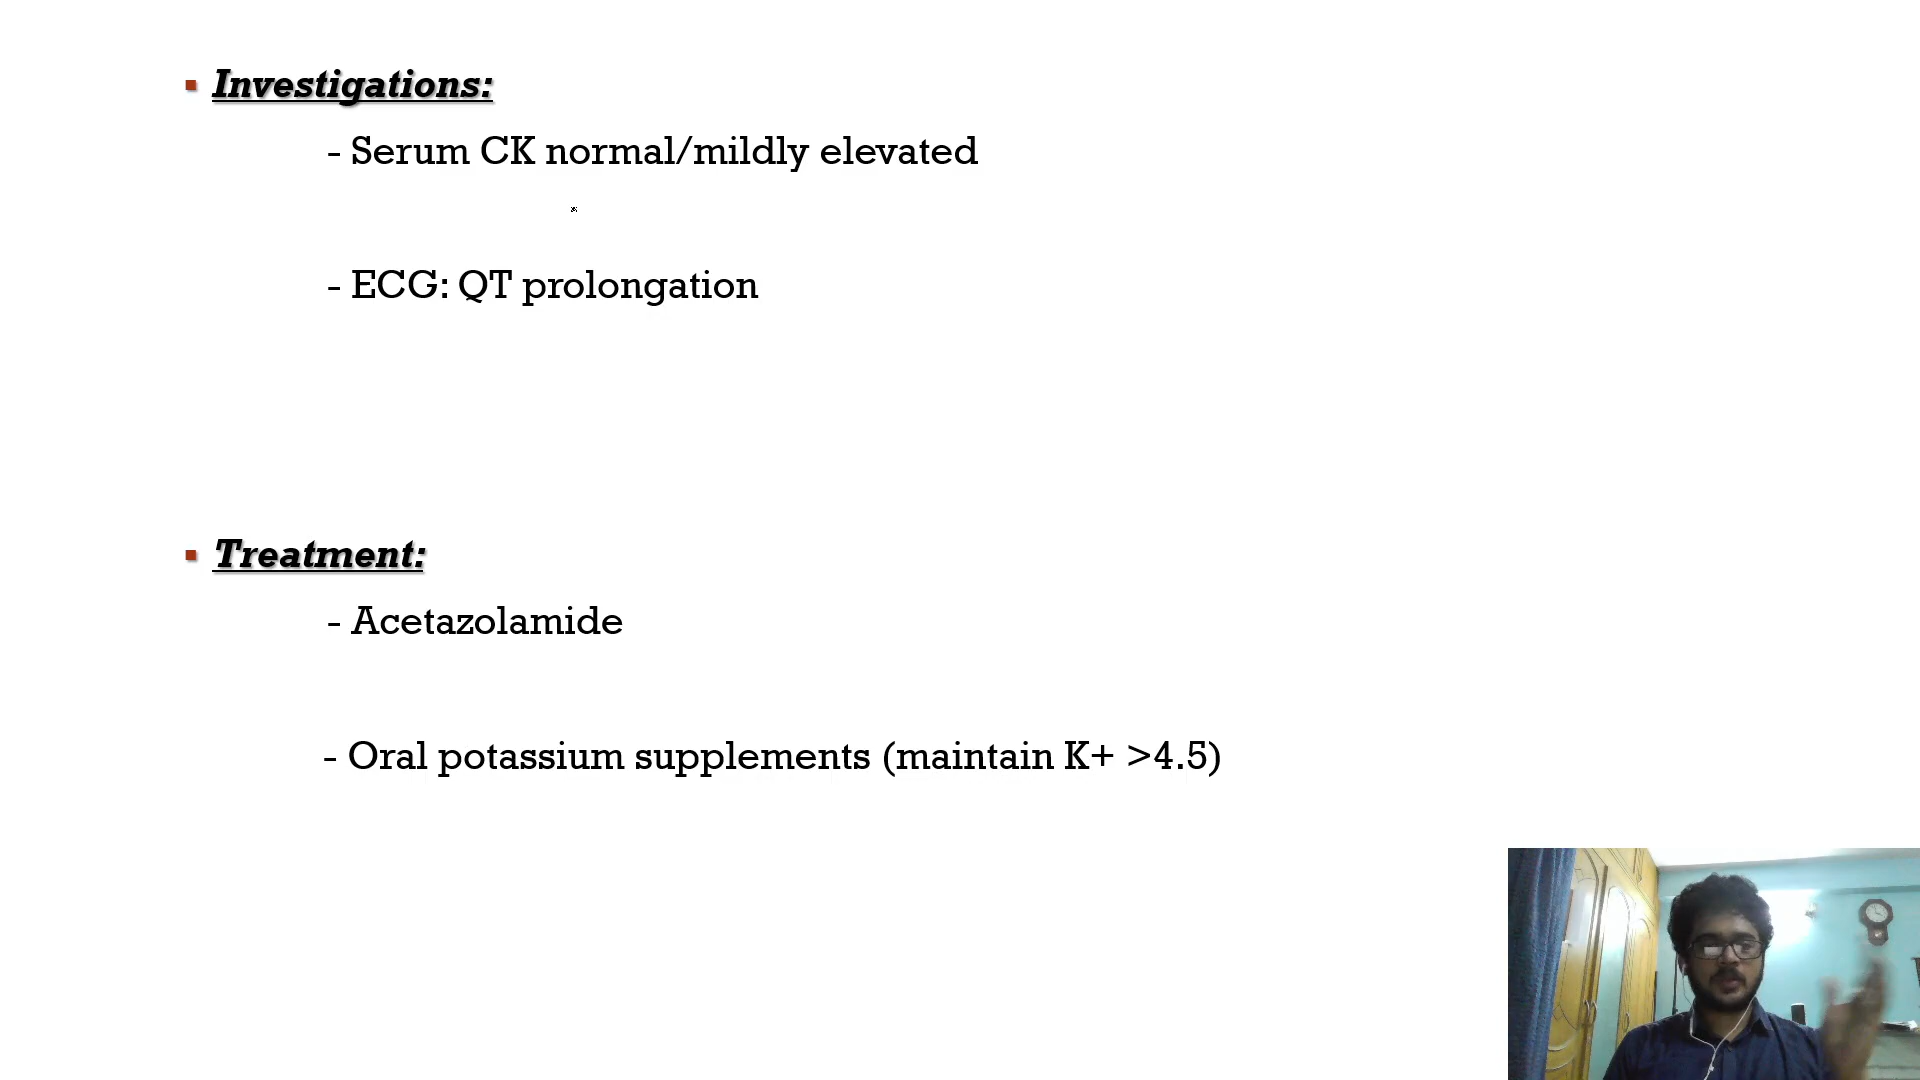 Investigations:
- Serum CK normal/mildly elevated
- ECG: QT prolongation
Treatment:
- Acetazolamide
- Oral potassium supplements (maintain K+ >4.5)